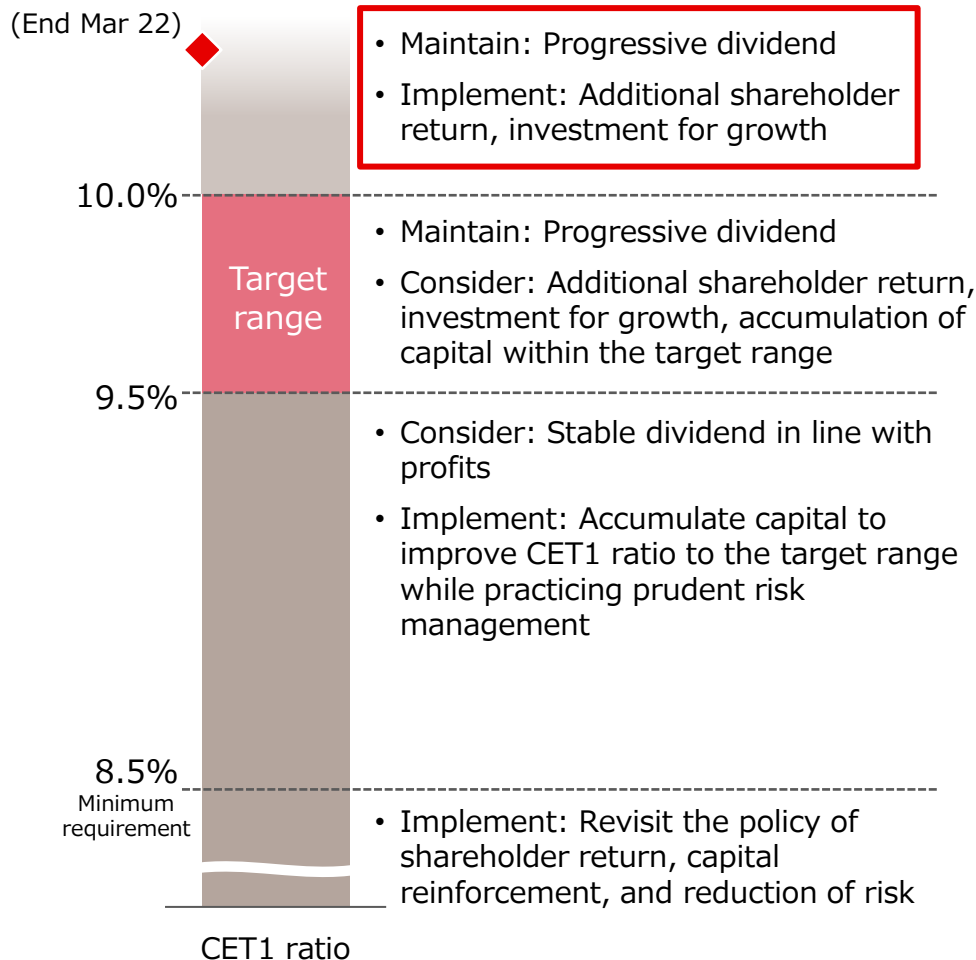 (End Mar 22)
• Maintain: Progressive dividend
• Implement: Additional shareholder
return, investment for growth
10.0%
• Maintain: Progressive dividend
• Consider: Additional shareholder return,
investment for growth, accumulation of
capital within the target range
Target
range
9.5%
• Consider: Stable dividend in line with
profits
• Implement: Accumulate capital to
improve CET1 ratio to the target range
while practicing prudent risk
management
8.5%
Minimum
requirement
• Implement: Revisit the policy of
shareholder return, capital
reinforcement, and reduction of risk
CET1 ratio